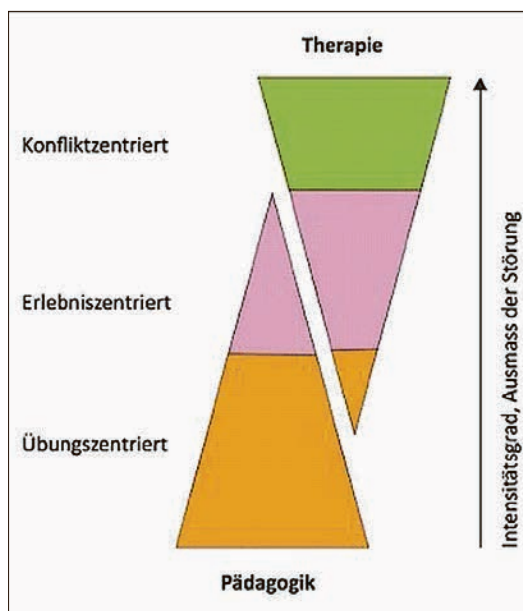 Therapie
Konfliktzentriert
Erlebniszentriert
Übungszentriert
Pädagogik
Intensitätsgrad, Ausmass der Störung